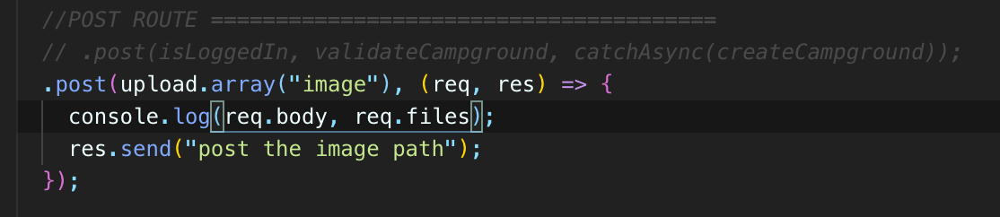 //POST ROUTE =======================================
// .post(isLoggedIn, validateCampground, catchAsync(createCampground));
.post(upload.array("image"), (req, res) => {
console.log(req.body, req.files);
res.send("post the image path");
});